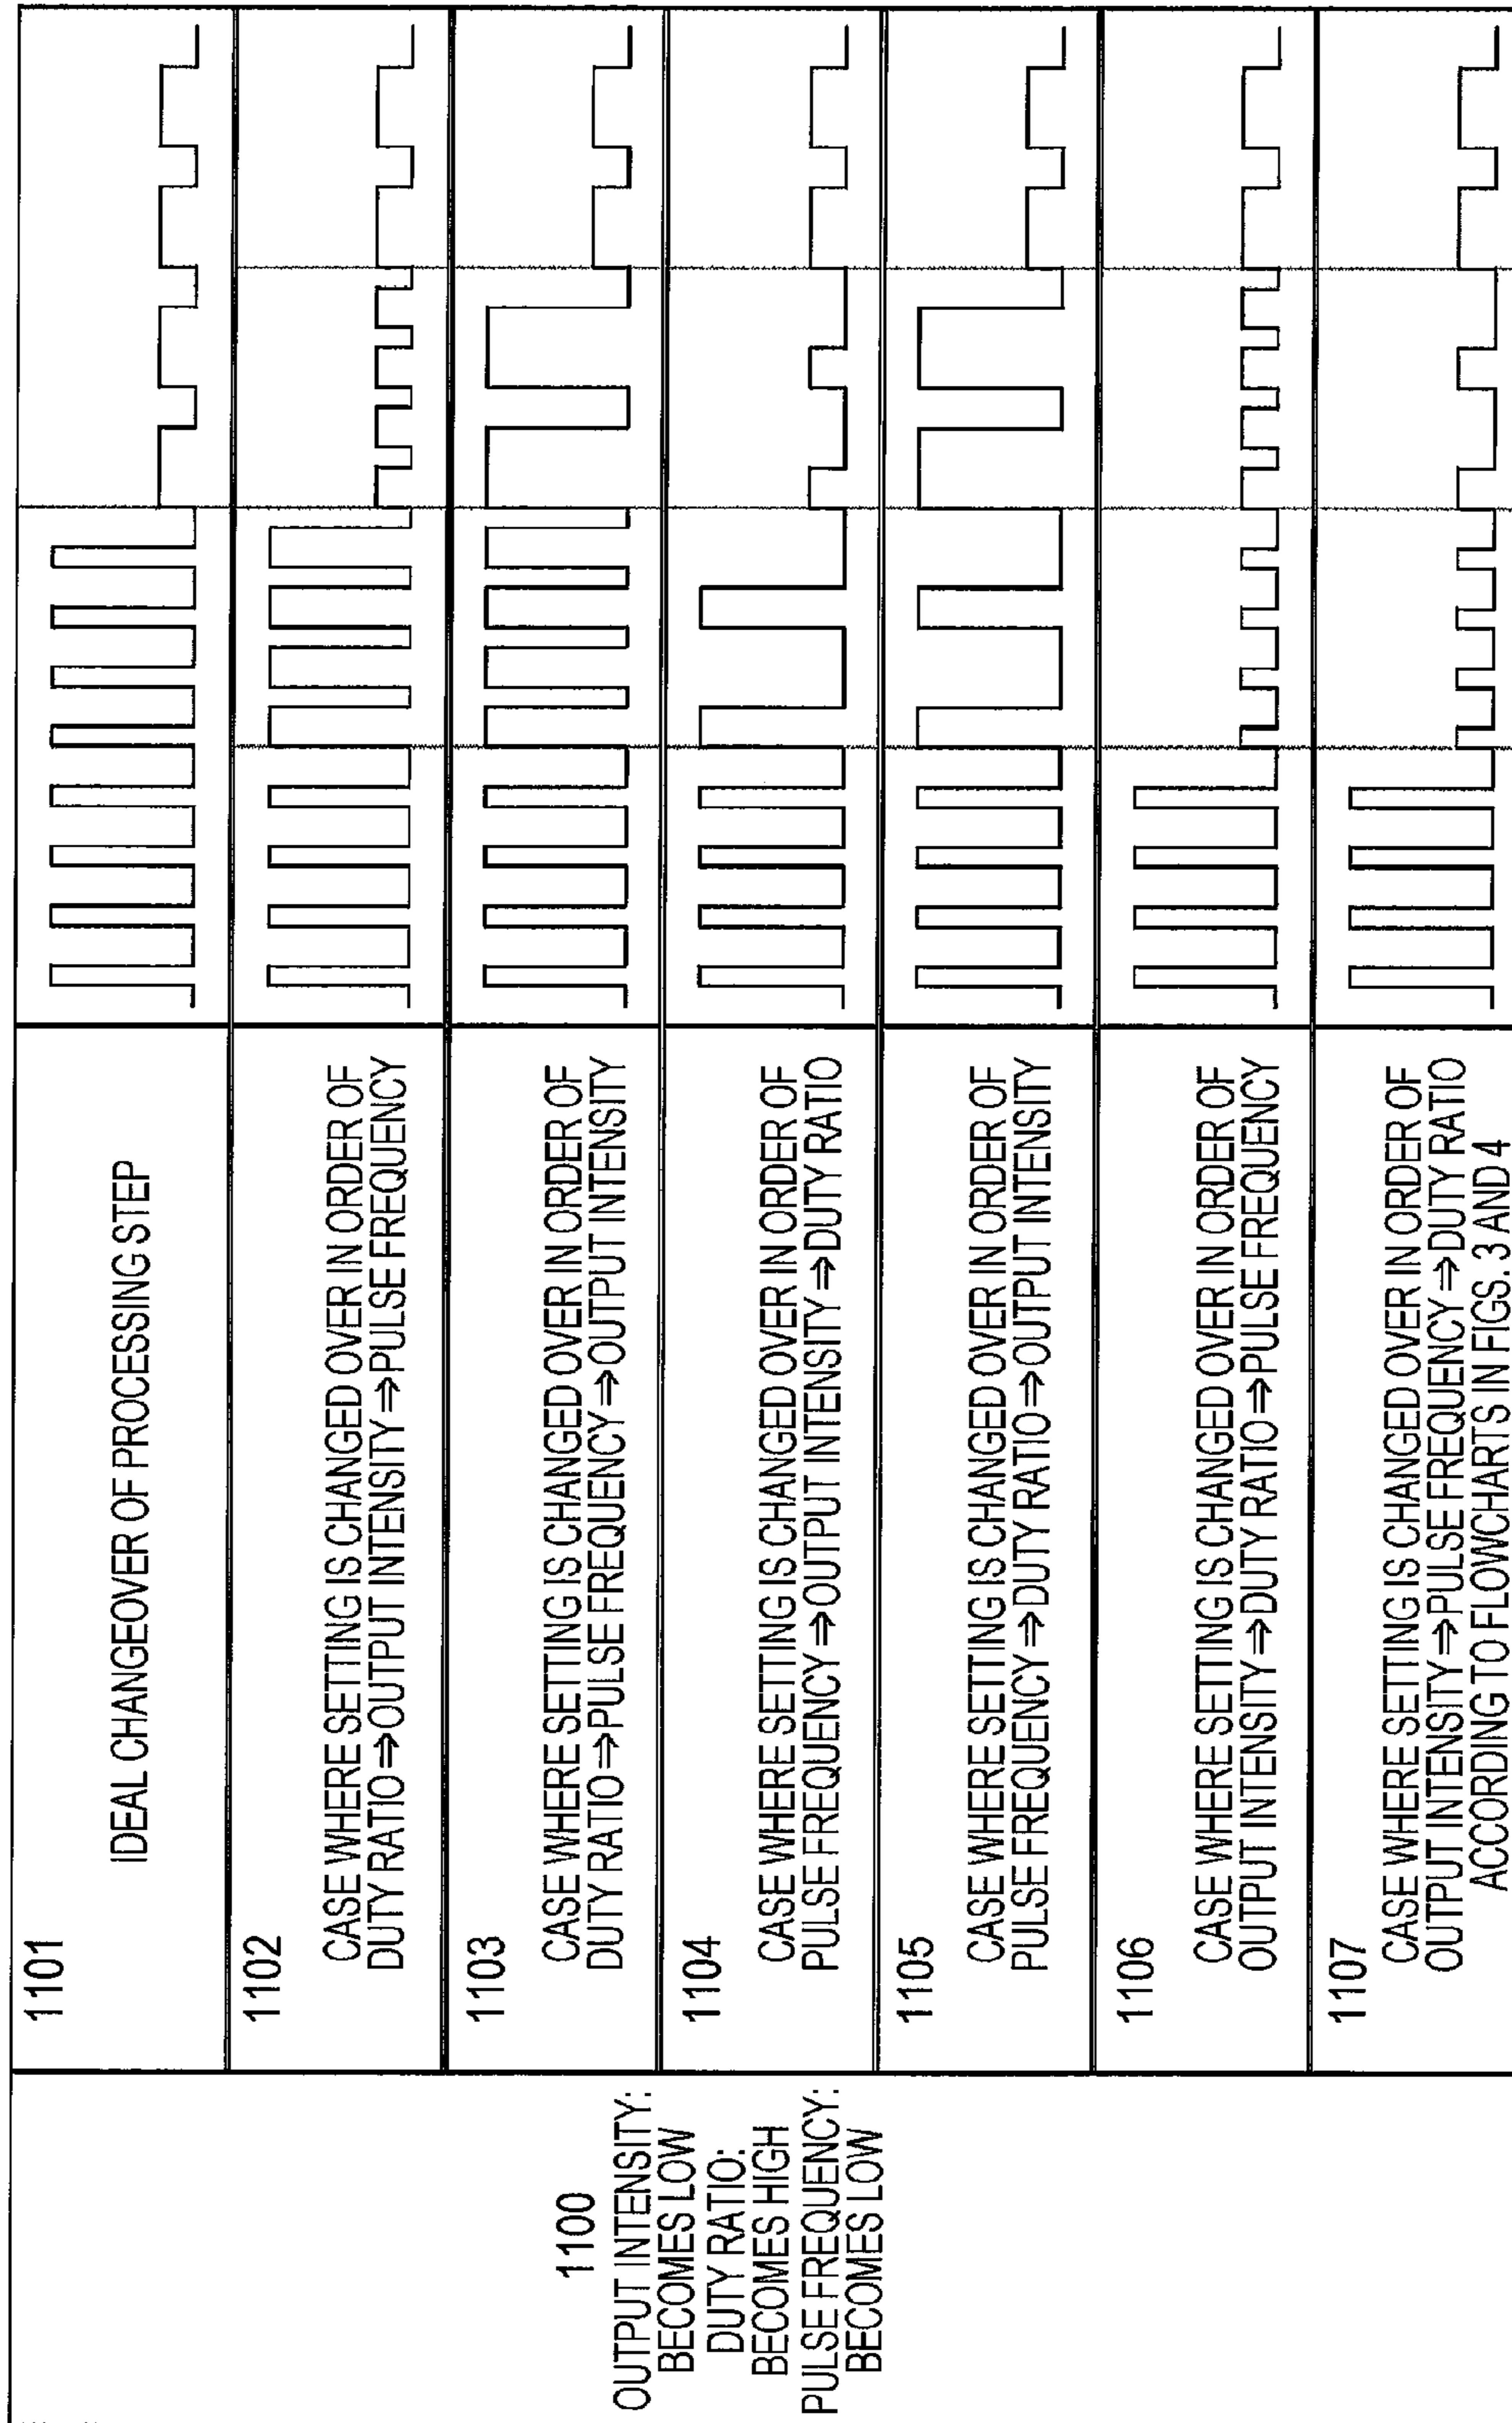 1100
OUTPUT INTENSITY:
BECOMES LOW
DUTY RATIO:
BECOMES HIGH
PULSE FREQUENCY:
BECOMES LOW
1101
IDEAL CHANGEOVER OF PROCESSING STEP
1102
CASE WHERE SETTING IS CHANGED OVER IN ORDER OF
DUTY RATIO⇒OUTPUT INTENSITY⇒PULSE FREQUENCY
1103
CASE WHERE SETTING IS CHANGED OVER IN ORDER OF
DUTY RATIO⇒PULSE FREQUENCY⇒OUTPUT INTENSITY
1104
CASE WHERE SETTING IS CHANGED OVER IN ORDER OF
PULSE FREQUENCY⇒OUTPUT INTENSITY⇒DUTY RATIO
1105
CASE WHERE SETTING IS CHANGED OVER IN ORDER OF
PULSE FREQUENCY⇒DUTY RATIO⇒OUTPUT INTENSITY
1106
CASE WHERE SETTING IS CHANGED OVER IN ORDER OF
OUTPUT INTENSITY⇒DUTY RATIO⇒PULSE FREQUENCY
1107
CASE WHERE SETTING IS CHANGED OVER IN ORDER OF
OUTPUT INTENSITY⇒PULSE FREQUENCY⇒DUTY RATIO
ACCORDING TO FLOWCHARTS IN FIGS. 3 AND 4